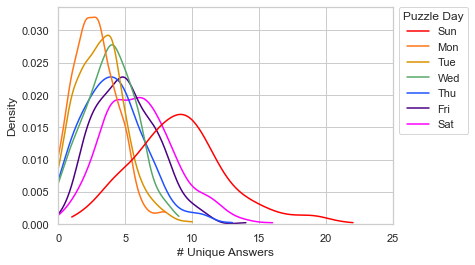 Puzzle Day
Sun
Mon
Tue
Wed
Thu
Fri
Sat
0.030
0.025
0.020
0.015
0.010
0.005
0.000
Density
0 5 10 15 20 25
# Unique Answers